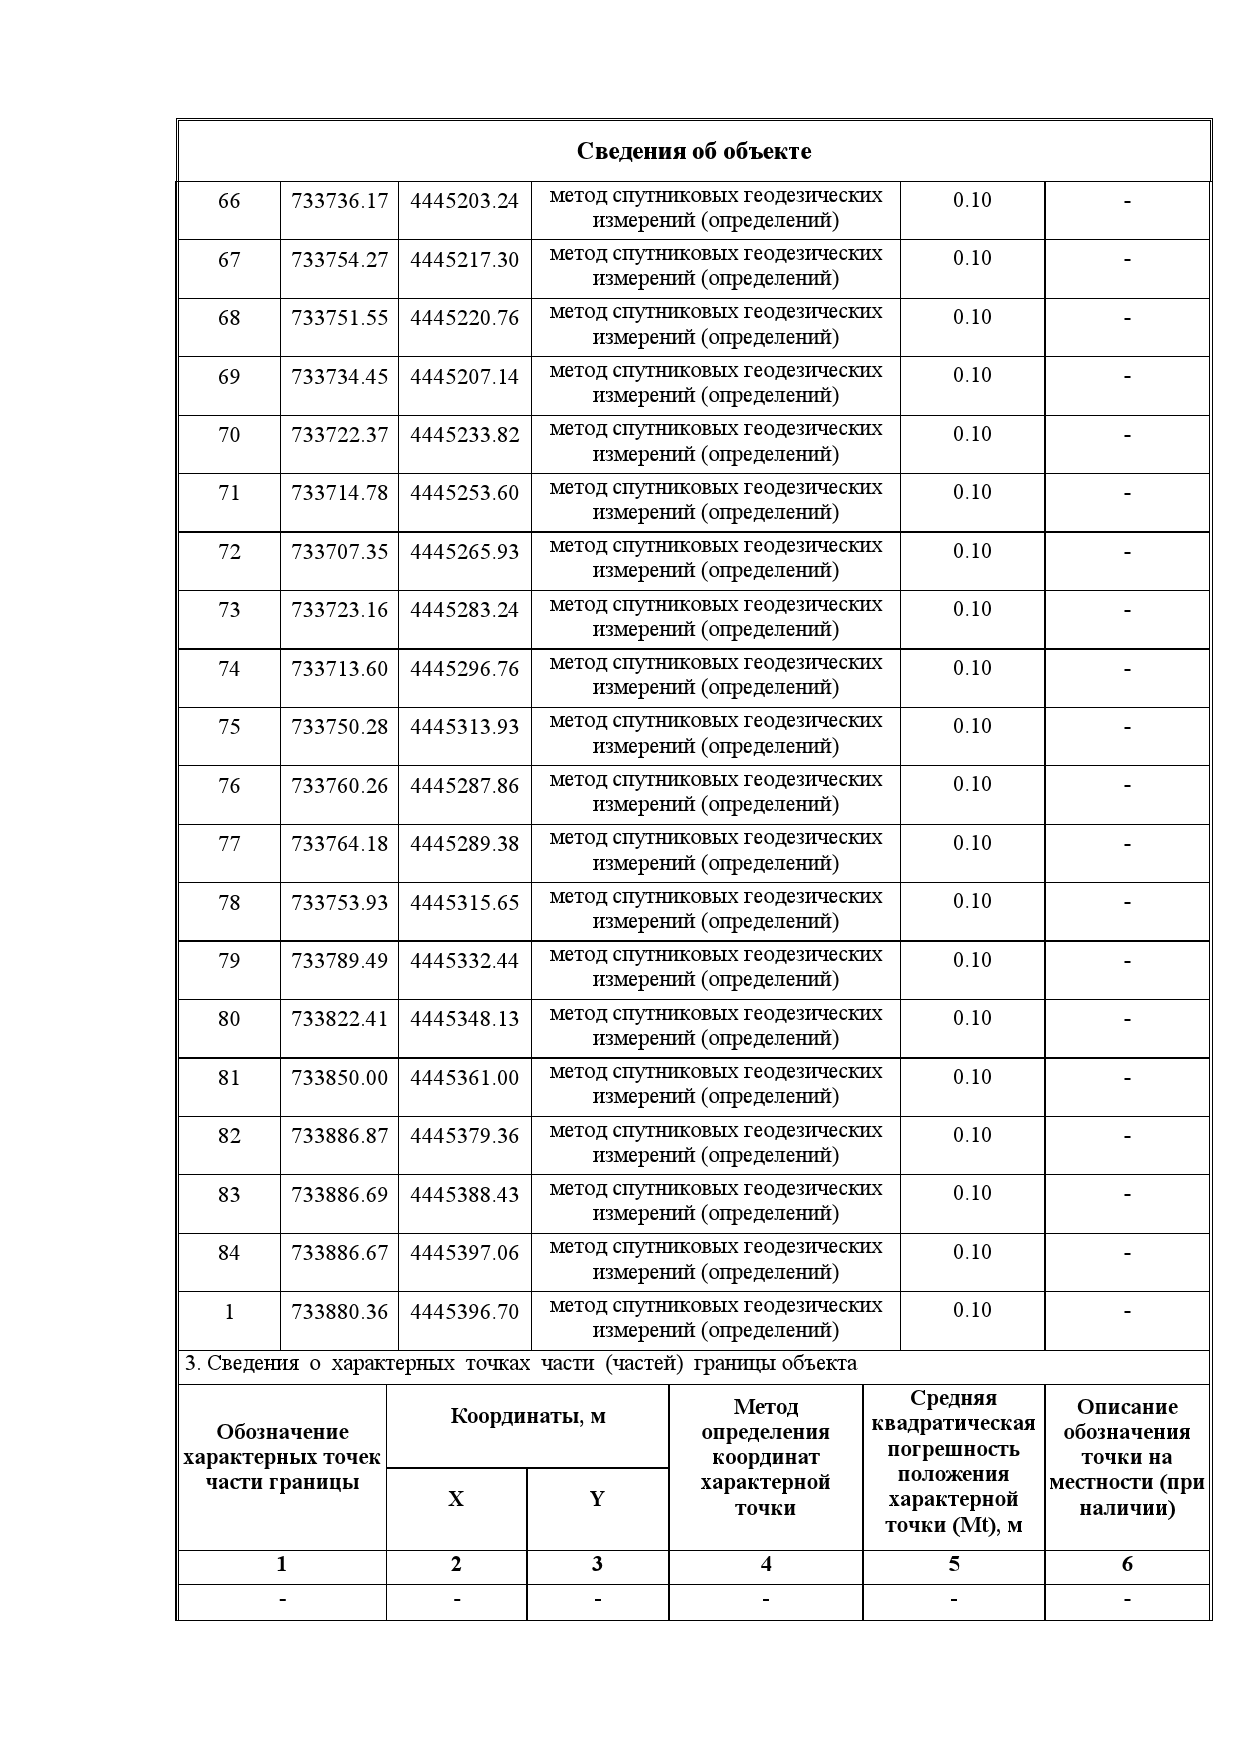 Сведения об объекте
66 733736.17 4445203.24 метод спутниковых геодезических измерений (определений) 0.10 -
67 733754.27 4445217.30 метод спутниковых геодезических измерений (определений) 0.10 -
68 733751.55 4445220.76 метод спутниковых геодезических измерений (определений) 0.10 -
69 733734.45 4445207.14 метод спутниковых геодезических измерений (определений) 0.10 -
70 733722.37 4445233.82 метод спутниковых геодезических измерений (определений) 0.10 -
71 733714.78 4445253.60 метод спутниковых геодезических измерений (определений) 0.10 -
72 733707.35 4445265.93 метод спутниковых геодезических измерений (определений) 0.10 -
73 733723.16 4445283.24 метод спутниковых геодезических измерений (определений) 0.10 -
74 733713.60 4445296.76 метод спутниковых геодезических измерений (определений) 0.10 -
75 733750.28 4445313.93 метод спутниковых геодезических измерений (определений) 0.10 -
76 733760.26 4445287.86 метод спутниковых геодезических измерений (определений) 0.10 -
77 733764.18 4445289.38 метод спутниковых геодезических измерений (определений) 0.10 -
78 733753.93 4445315.65 метод спутниковых геодезических измерений (определений) 0.10 -
79 733789.49 4445332.44 метод спутниковых геодезических измерений (определений) 0.10 -
80 733822.41 4445348.13 метод спутниковых геодезических измерений (определений) 0.10 -
81 733850.00 4445361.00 метод спутниковых геодезических измерений (определений) 0.10 -
82 733886.87 4445379.36 метод спутниковых геодезических измерений (определений) 0.10 -
83 733886.69 4445388.43 метод спутниковых геодезических измерений (определений) 0.10 -
84 733886.67 4445397.06 метод спутниковых геодезических измерений (определений) 0.10 -
1 733880.36 4445396.70 метод спутниковых геодезических измерений (определений) 0.10 -
3. Сведения о характерных точках части (частей) границы объекта
Обозначение
характерных точек
части границы
Координаты, м
X Y
Метод
определения
координат
характерной
точки
Средняя
квадратическая
погрешность
положения
характерной
точки (Mt), м
Описание
обозначения
точки на
местности (при
наличии)
1 2 3 4 5 6
- - - - - -